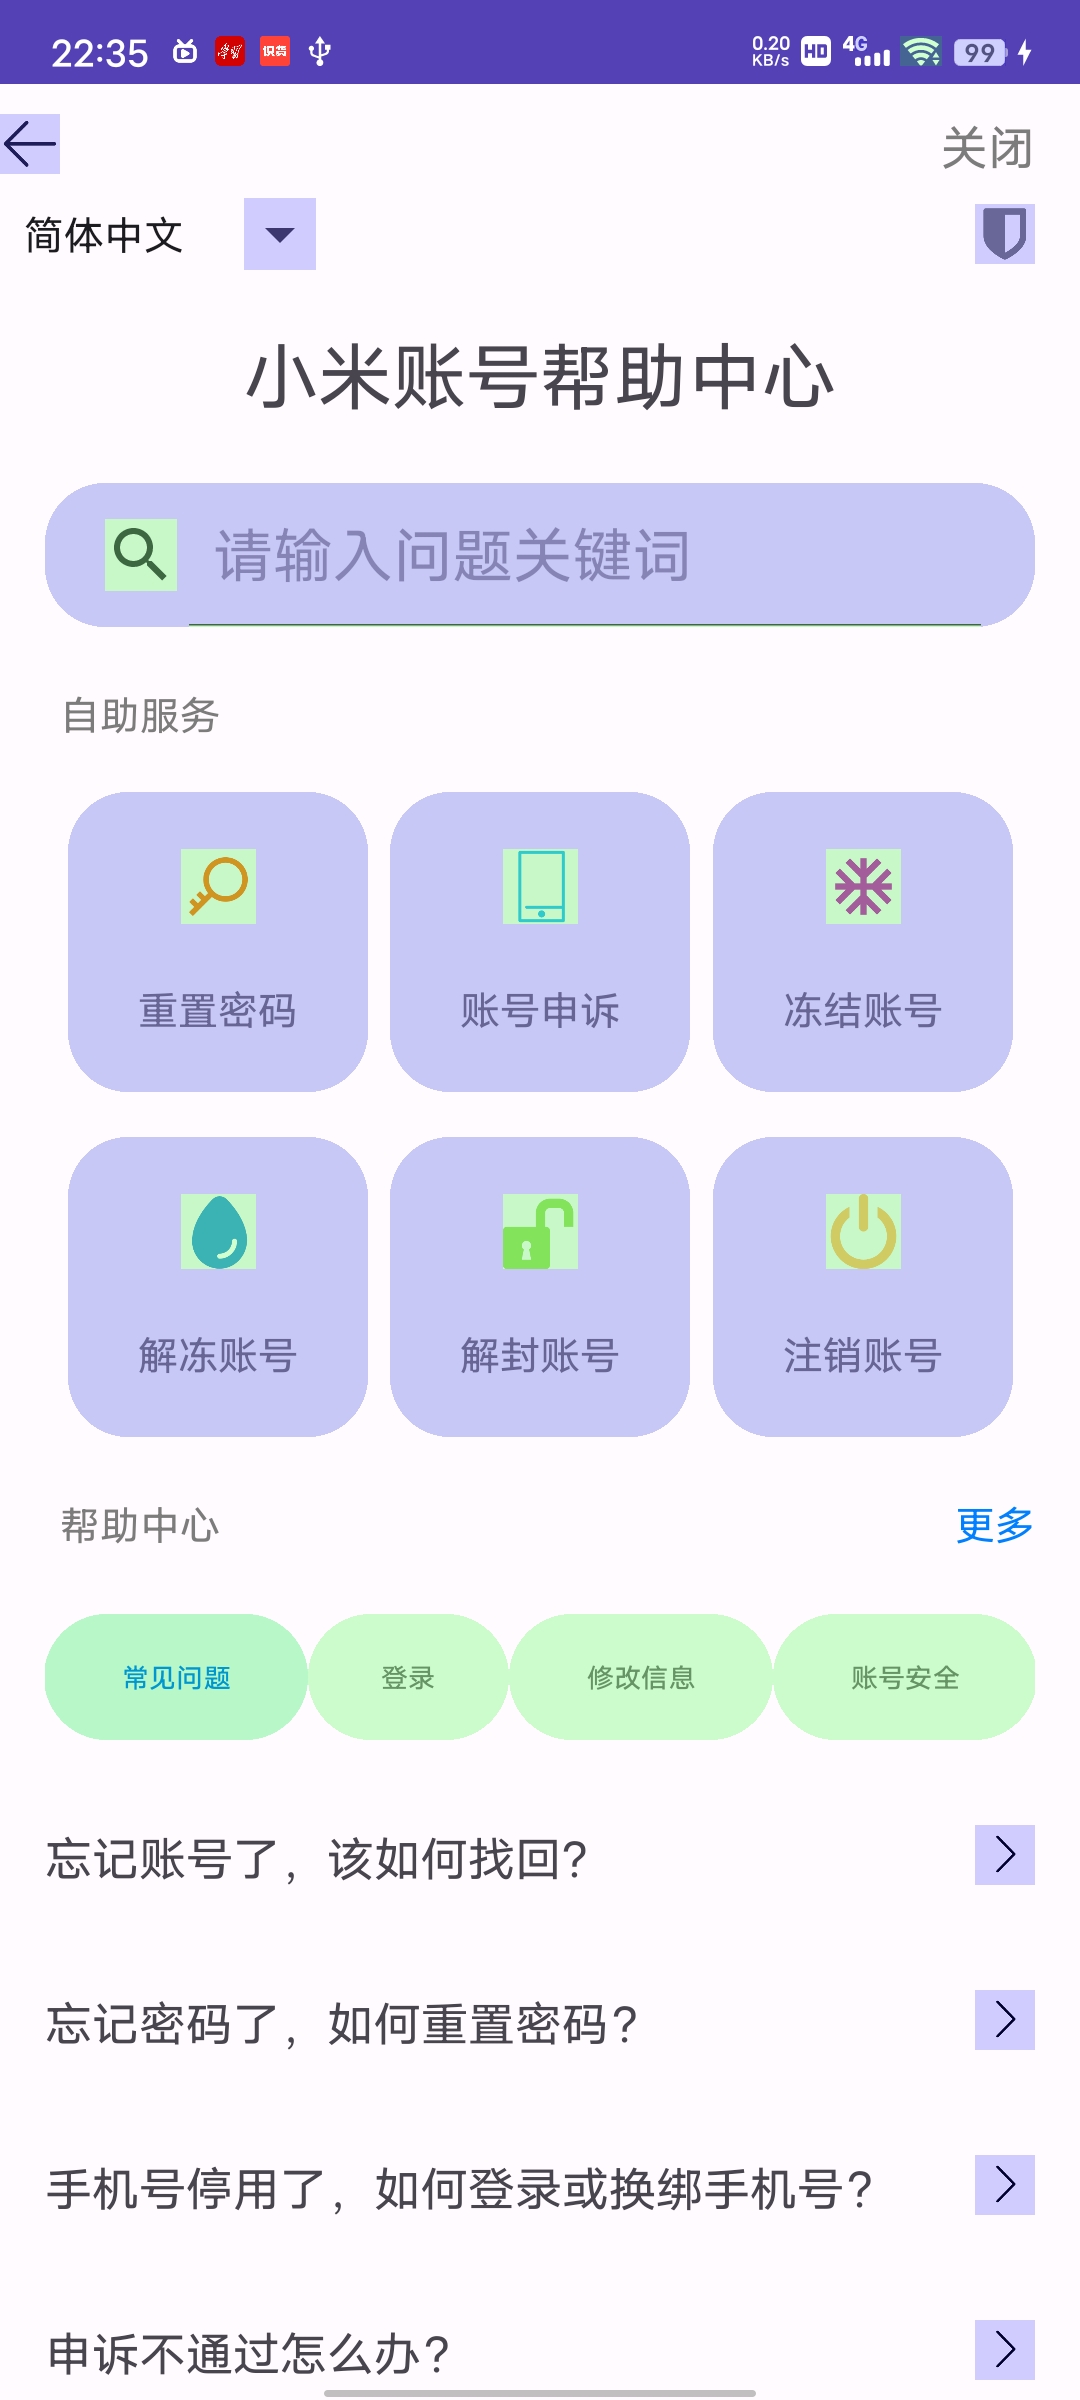 22:35
0.20
KB/s
HD
4G
99
关闭
简体中文
小米账号帮助中心
请输入问题关键词
自助服务
重置密码
账号申诉
冻结账号
解冻账号
解封账号
注销账号
帮助中心
更多
常见问题
登录
修改信息
账号安全
忘记账号了，该如何找回?
忘记密码了，如何重置密码?
手机号停用了，如何登录或换绑手机号?
申诉不通过怎么办?